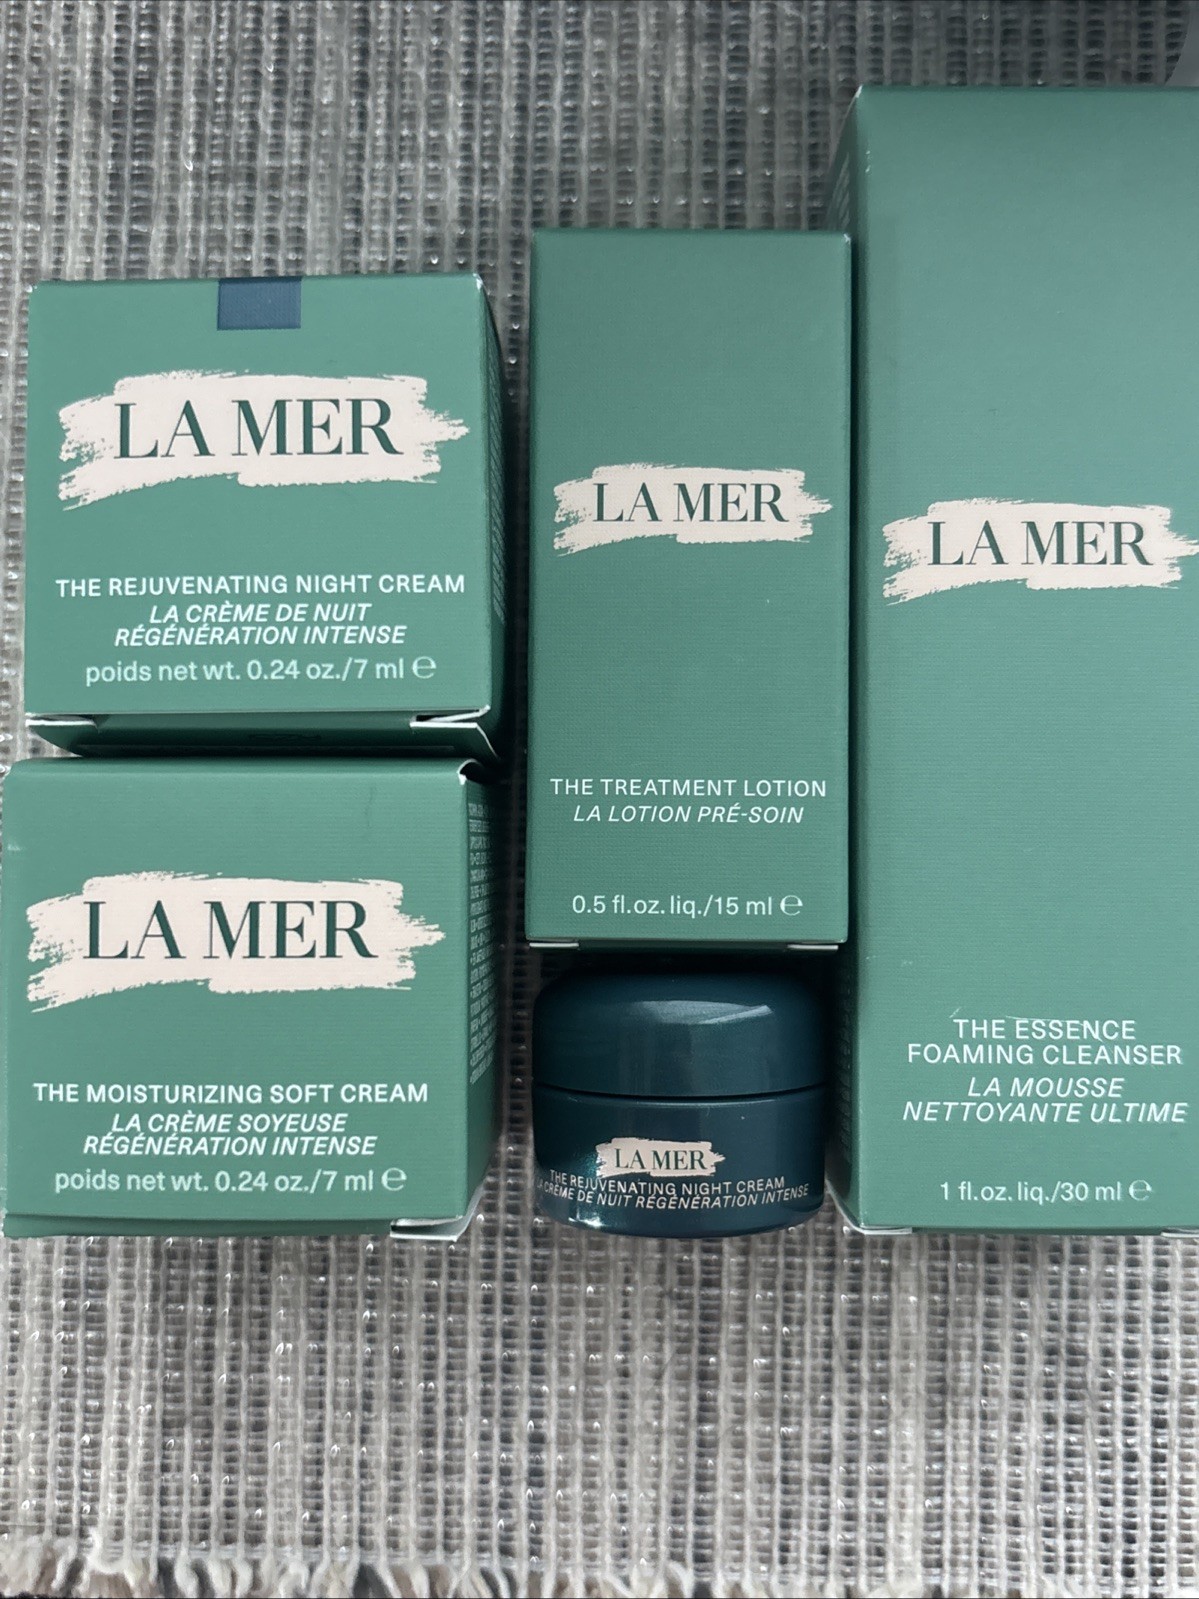 LA MER
THE REJUVENATING NIGHT CREAM
LA CRÈME DE NUIT
RÉGÉNÉRATION INTENSE
poids net wt. 0.24 oz./7 ml ℮
LA MER
THE MOISTURIZING SOFT CREAM
LA CRÈME SOYEUSE
RÉGÉNÉRATION INTENSE
poids net wt. 0.24 oz./7 ml ℮
LA MER
THE TREATMENT LOTION
LA LOTION PRÉ-SOIN
0.5 fl.oz.liq./15 ml ℮
LA MER
THE REJUVENATING NIGHT CREAM
LA CRÈME DE NUIT RÉGÉNÉRATION INTENSE
LA MER
THE ESSENCE
FOAMING CLEANSER
LA MOUSSE
NETTOYANTE ULTIME
1 fl.oz.liq./30 ml ℮